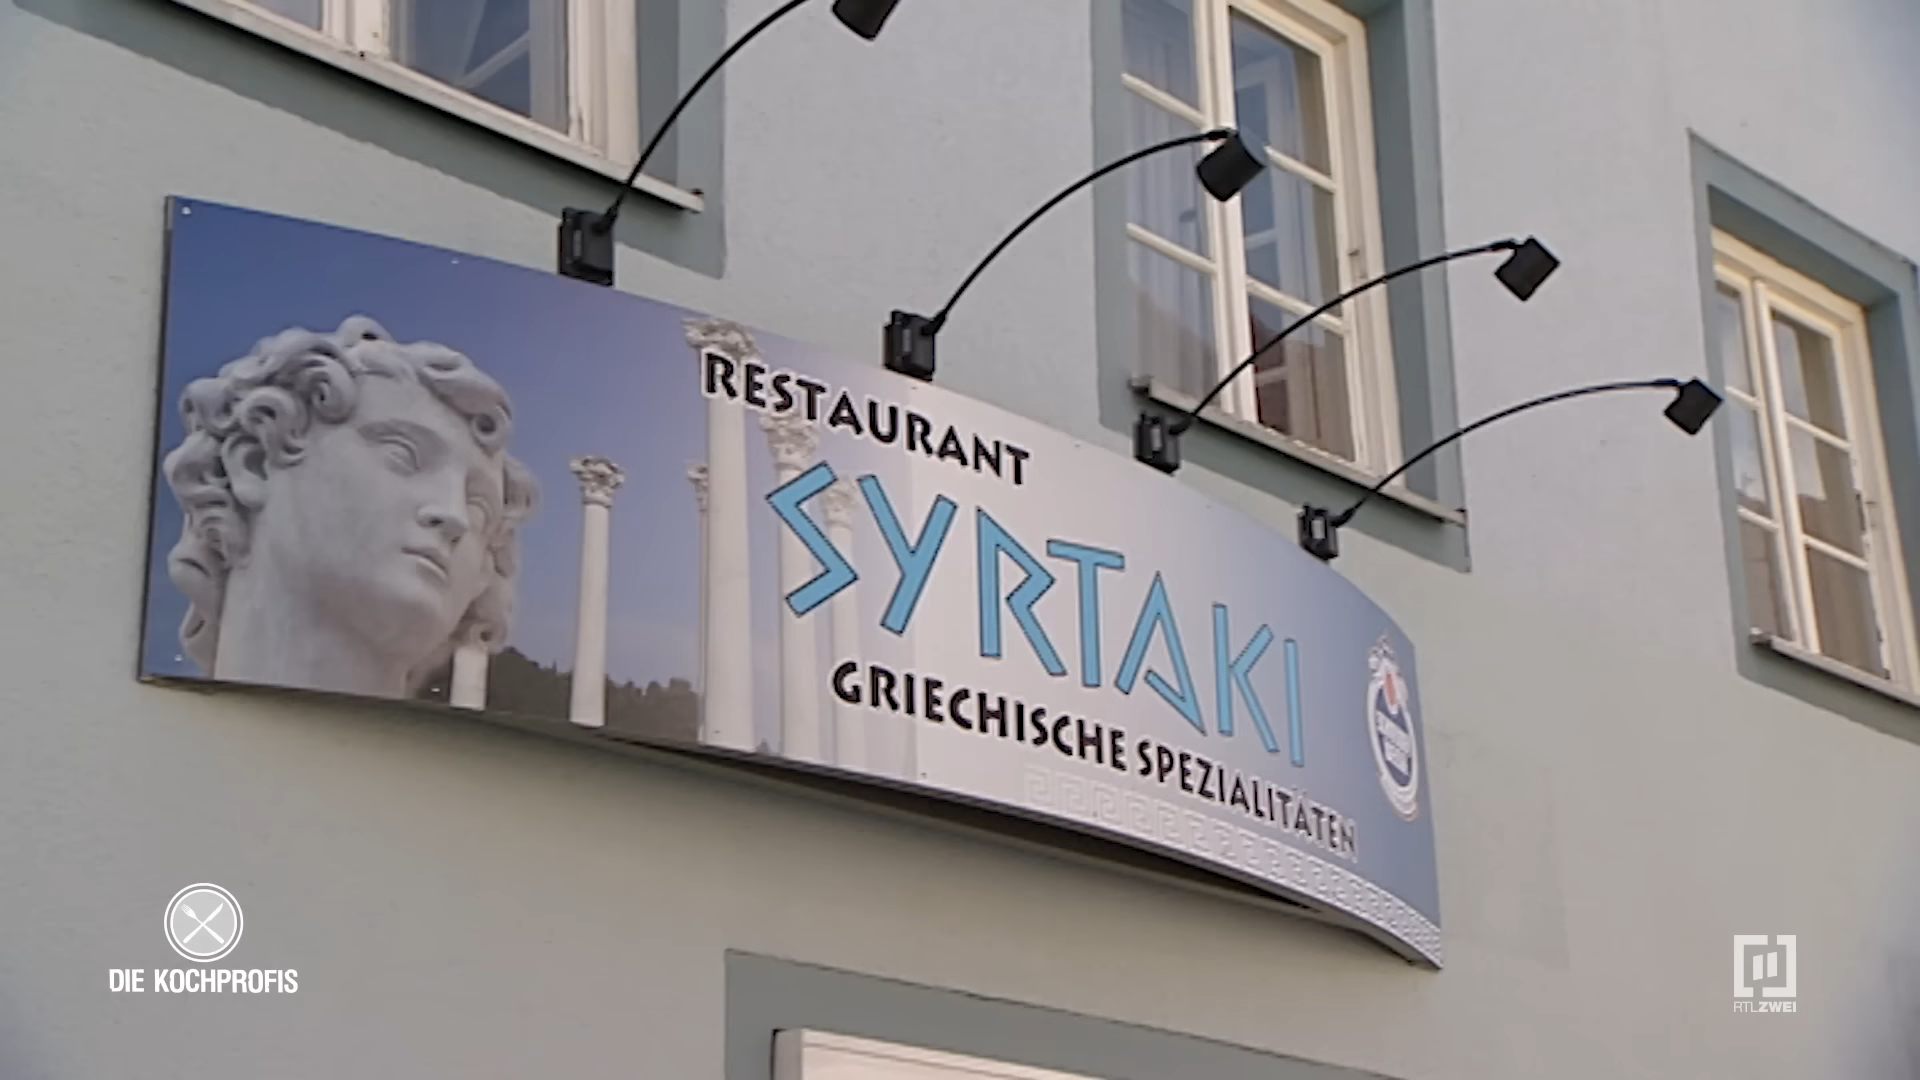 RESTAURANT
SYRTAKI
GRIECHISCHE SPEZIALITÄTEN
DIE KOCHPROFIS
RTLZWEI